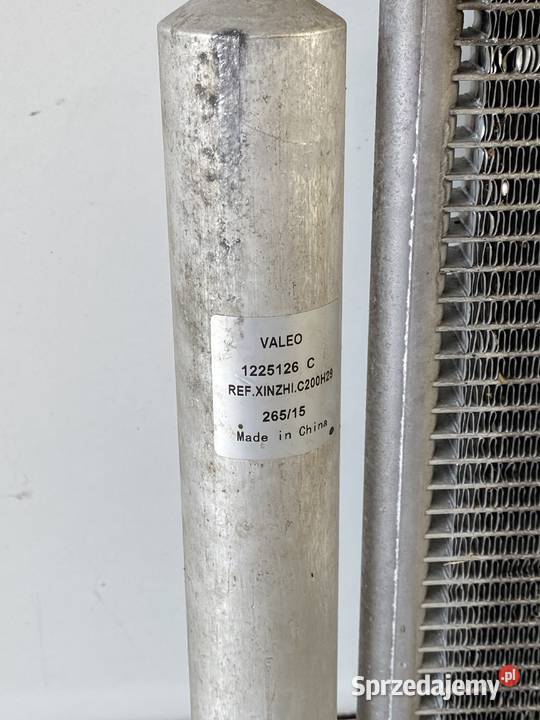 VALEO
1225126 C
REF.XINZHI.C200H29
265/15
Made in China
Sprzedajemy.pl